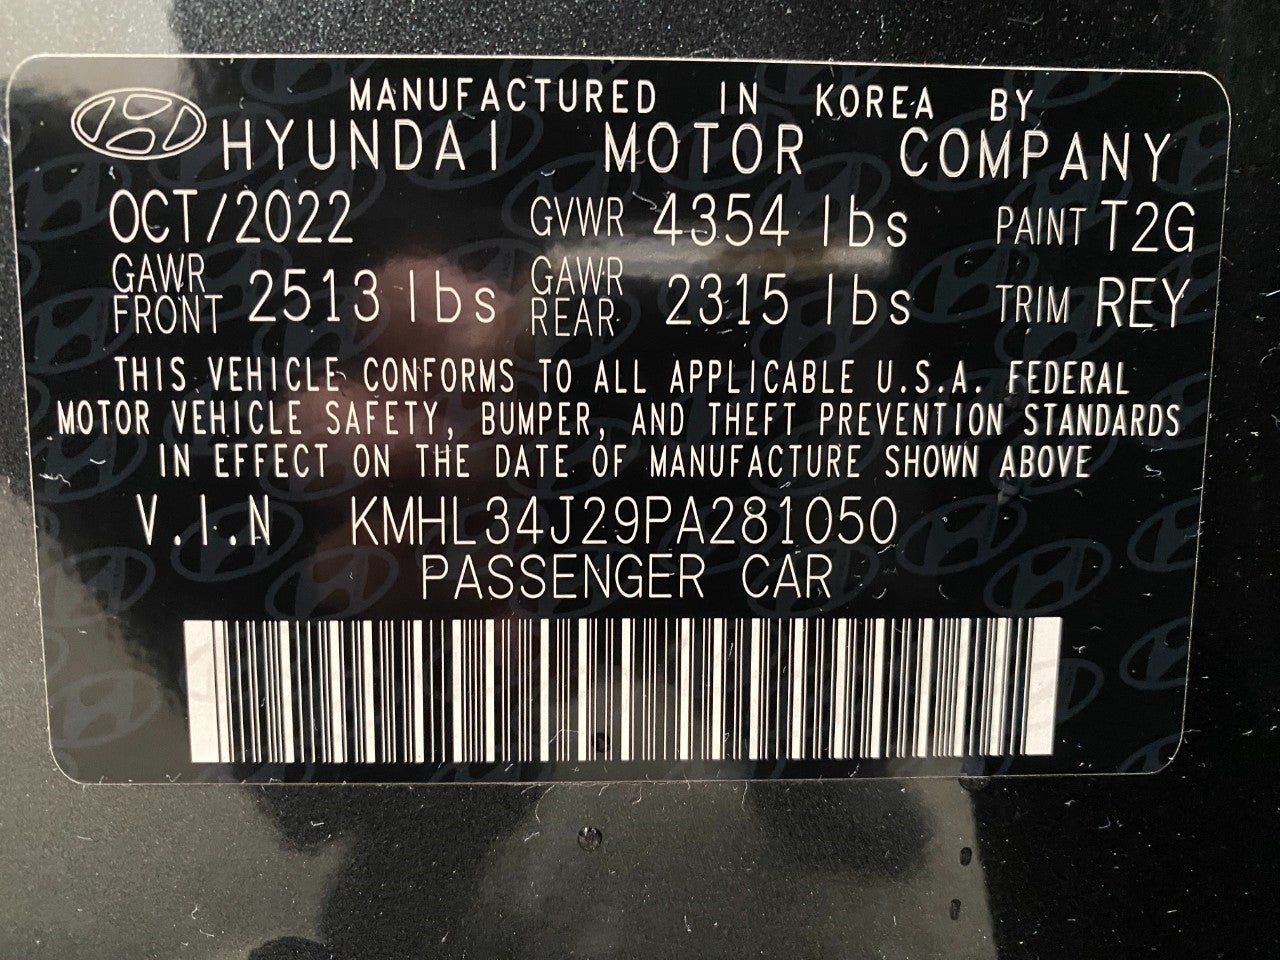 MANUFACTURED IN KOREA BY
HYUNDAI MOTOR COMPANY
OCT/2022 GVWR 4354 lbs PAINT T2G
GAWR FRONT 2513 lbs GAWR REAR 2315 lbs TRIM REY
THIS VEHICLE CONFORMS TO ALL APPLICABLE U.S.A. FEDERAL
MOTOR VEHICLE SAFETY, BUMPER, AND THEFT PREVENTION STANDARDS
IN EFFECT ON THE DATE OF MANUFACTURE SHOWN ABOVE
V.I.N KMHL34J29PA281050
PASSENGER CAR